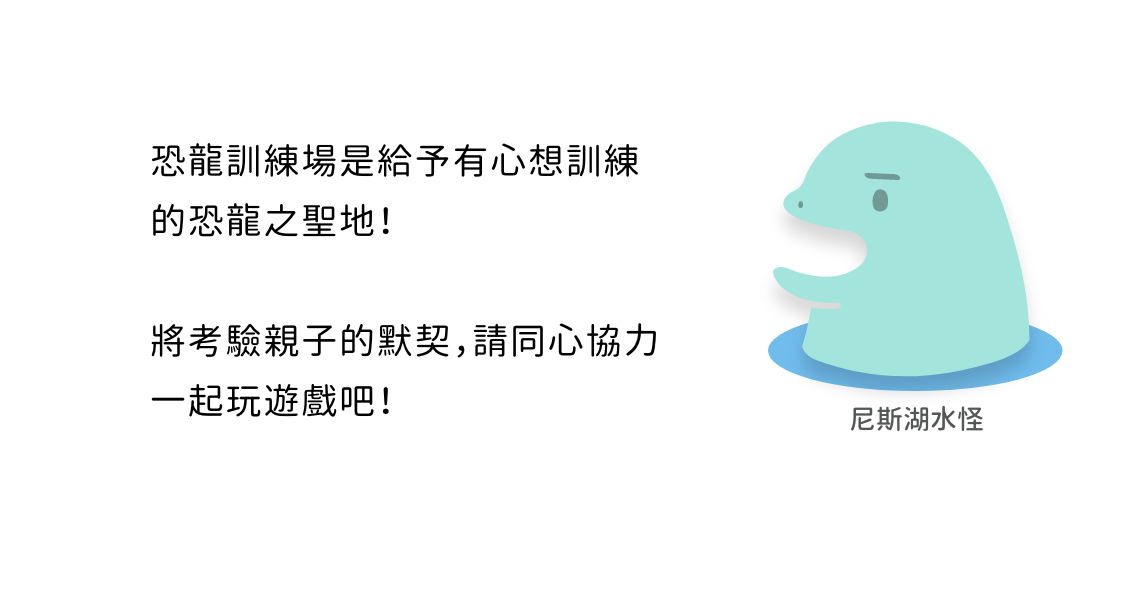 恐龍訓練場是給予有心想訓練
的恐龍之聖地！
將考驗親子的默契，請同心協力
一起玩遊戲吧！
尼斯湖水怪